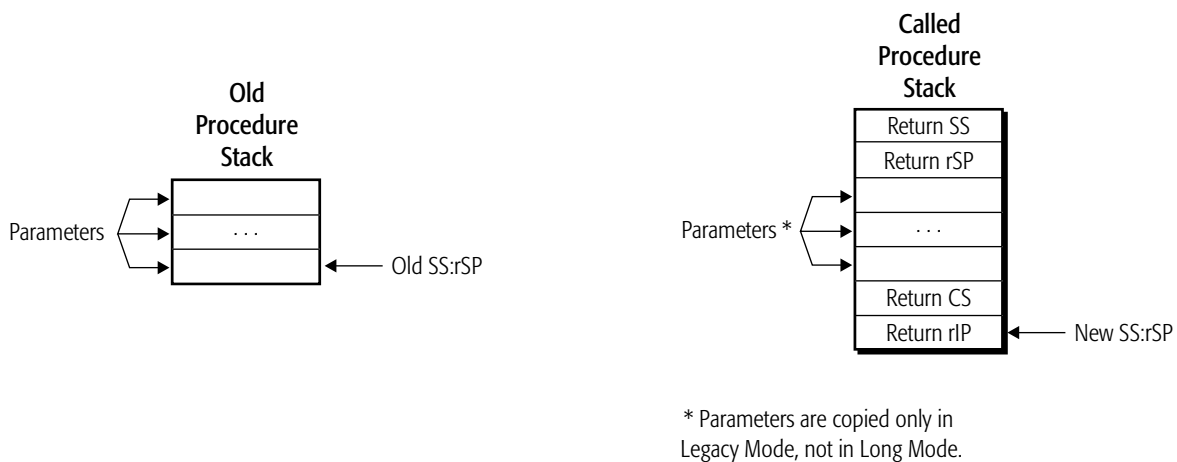 Old
Procedure
Stack
Parameters
. . .
Old SS:rSP
Called
Procedure
Stack
Return SS
Return rSP
Parameters *
. . .
Return CS
Return rIP
New SS:rSP
* Parameters are copied only in
Legacy Mode, not in Long Mode.